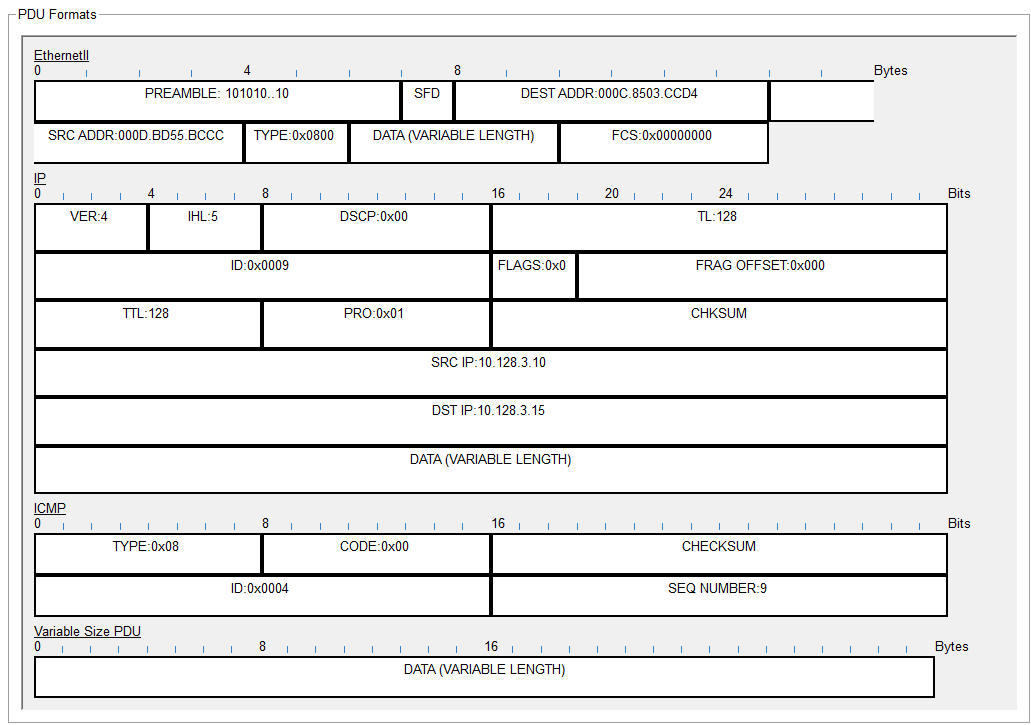 PDU Formats
EthernetII
0 4 8 Bytes
PREAMBLE: 101010..10 SFD DEST ADDR:000C.8503.CCD4
SRC ADDR:000D.BD55.BCCC TYPE:0x0800 DATA (VARIABLE LENGTH) FCS:0x00000000
IP
0 4 8 16 20 24 Bits
VER:4 IHL:5 DSCP:0x00 TL:128
ID:0x0009 FLAGS:0x0 FRAG OFFSET:0x000
TTL:128 PRO:0x01 CHKSUM
SRC IP:10.128.3.10
DST IP:10.128.3.15
DATA (VARIABLE LENGTH)
ICMP
0 8 16 Bits
TYPE:0x08 CODE:0x00 CHECKSUM
ID:0x0004 SEQ NUMBER:9
Variable Size PDU
0 8 16 Bytes
DATA (VARIABLE LENGTH)